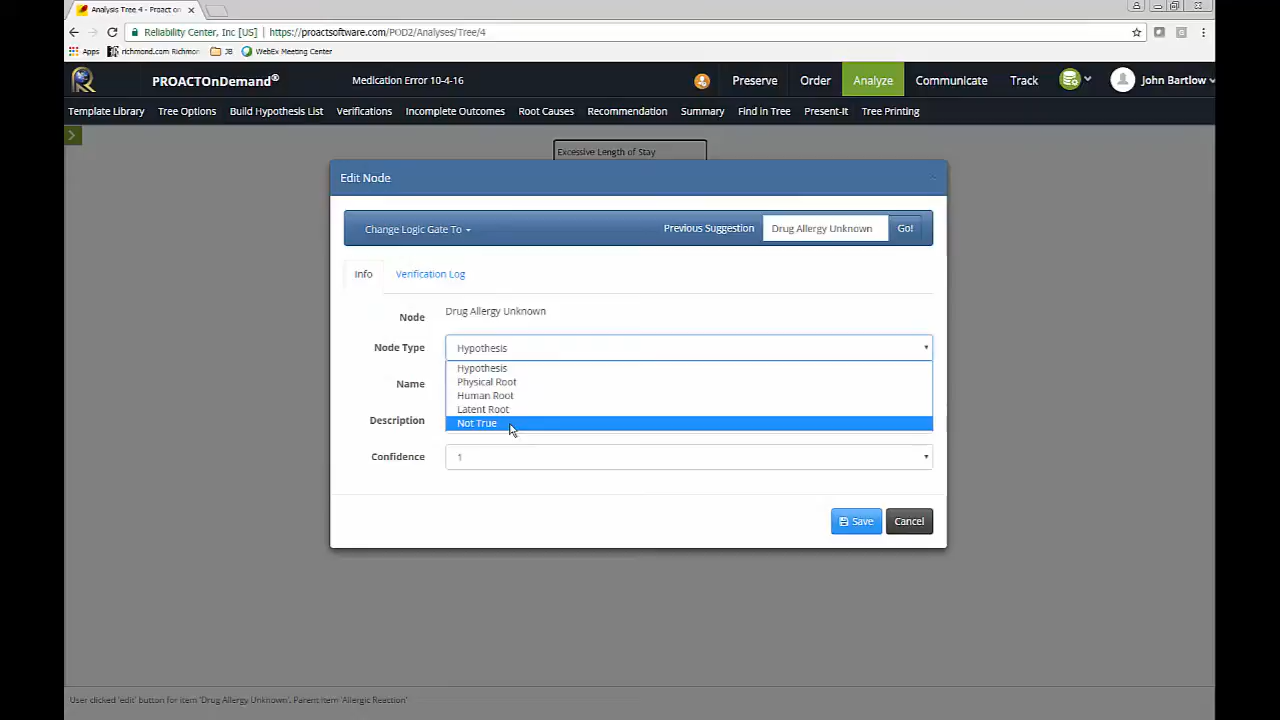 Analysis Tree 4 - Proact on
Reliability Center, Inc [US] https://proactsoftware.com/POD2/Analyses/Tree/4
Apps richmond.com Richmon JB WebEx Meeting Center
PROACTOnDemand® Medication Error 10-4-16 Preserve Order Analyze Communicate Track John Bartlow
Template Library Tree Options Build Hypothesis List Verifications Incomplete Outcomes Root Causes Recommendation Summary Find in Tree Present-It Tree Printing
Excessive Length of Stay
Edit Node
Change Logic Gate To Previous Suggestion Drug Allergy Unknown Go!
Info Verification Log
Node Drug Allergy Unknown
Node Type Hypothesis
Hypothesis
Physical Root
Name
Human Root
Latent Root
Description
Not True
Confidence 1
Save Cancel
User clicked 'edit' button for item 'Drug Allergy Unknown', Parent item 'Allergic Reaction'